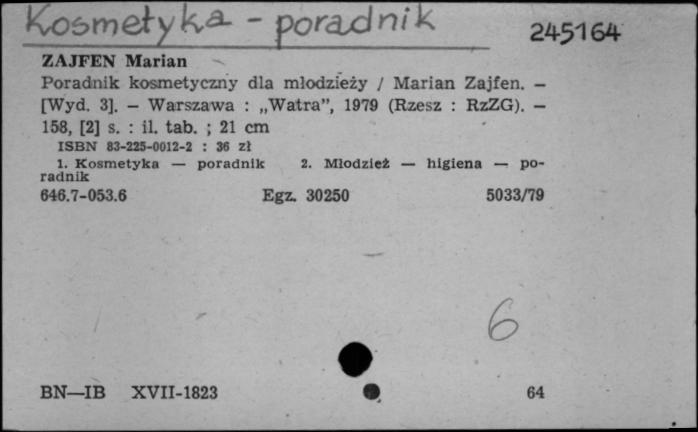 Kosmetyka - poradnik
245164
ZAJFEN Marian
Poradnik kosmetyczny dla młodzieży / Marian Zajfen. —
[Wyd. 3]. — Warszawa : „Watra”, 1979 (Rzesz : RzZG). —
158, [2] s. : il. tab. ; 21 cm
ISBN 83-225-0012-2 : 36 zł
1. Kosmetyka — poradnik 2. Młodzież — higiena — po-
radnik
646.7-053.6 Egz. 30250 5033/79
6
BN—IB XVII-1823 64